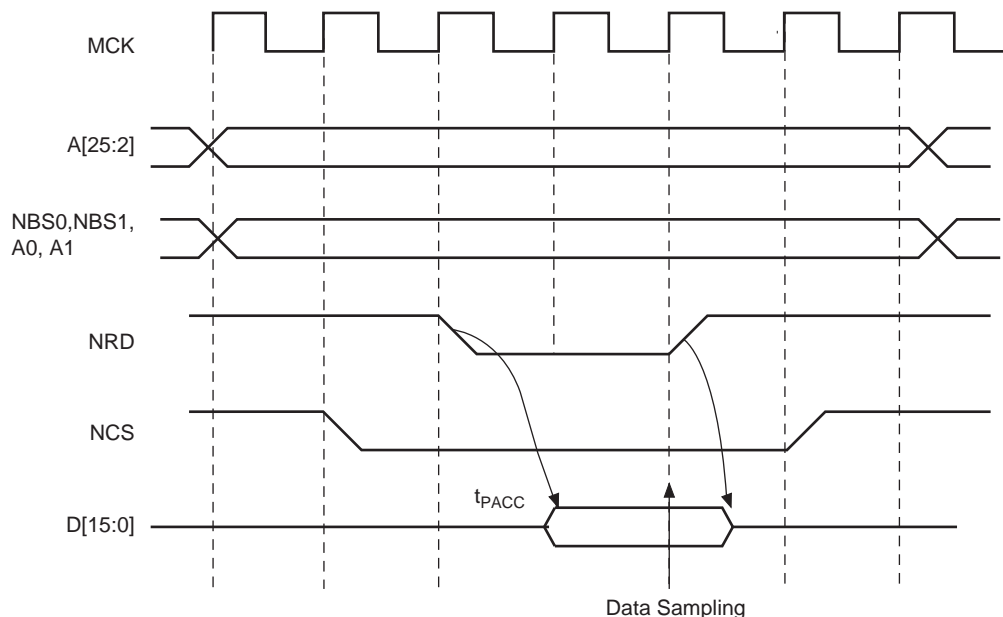 MCK
A[25:2]
NBS0,NBS1,
A0, A1
NRD
NCS
tPACC
D[15:0]
Data Sampling